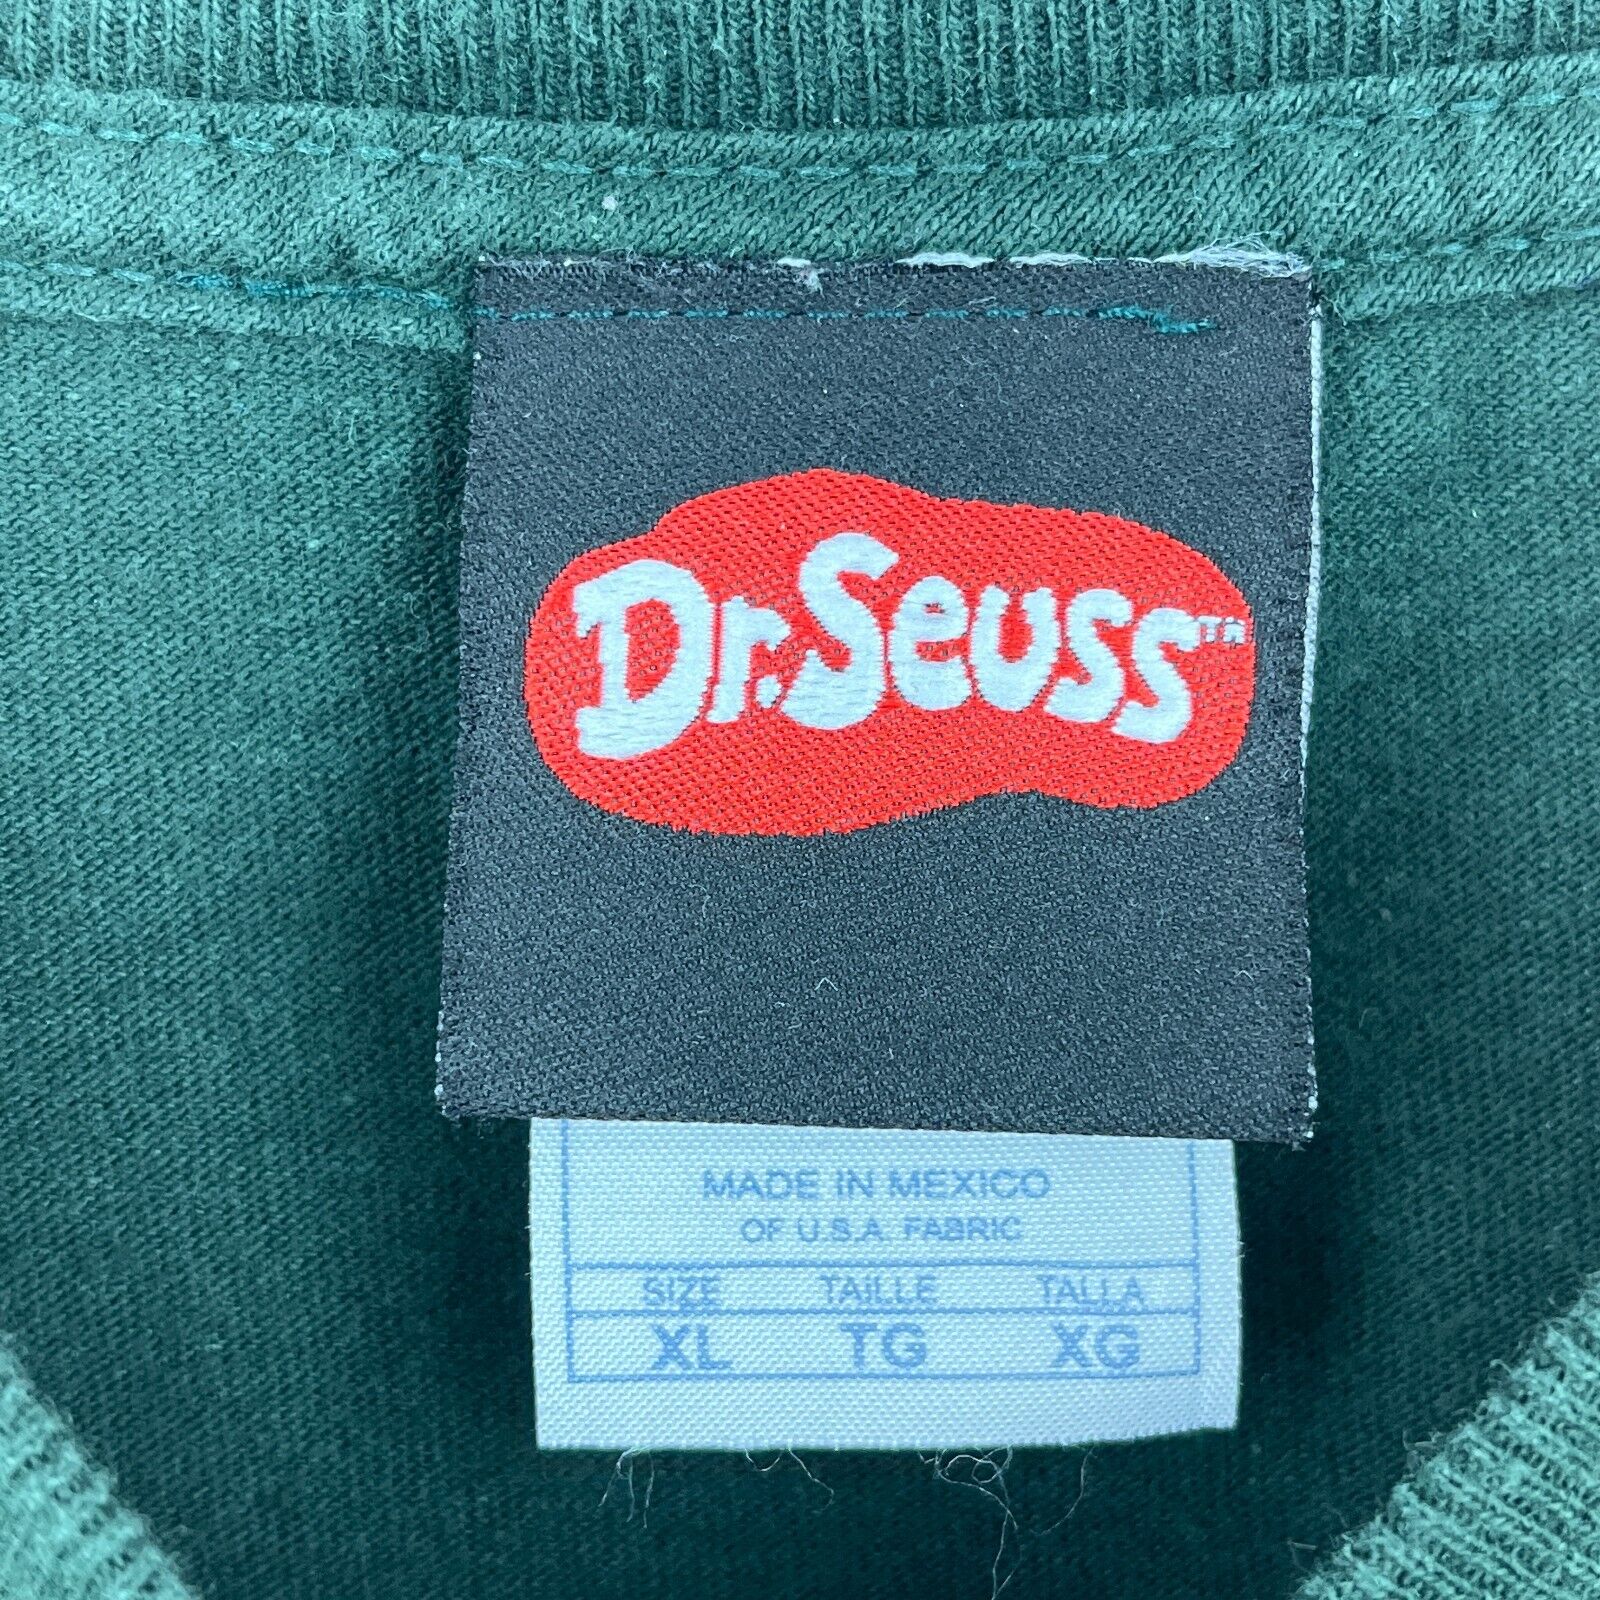 Dr. Seuss™
MADE IN MEXICO
OF U.S.A. FABRIC
SIZE TAILLE TALLA
XL TG XG